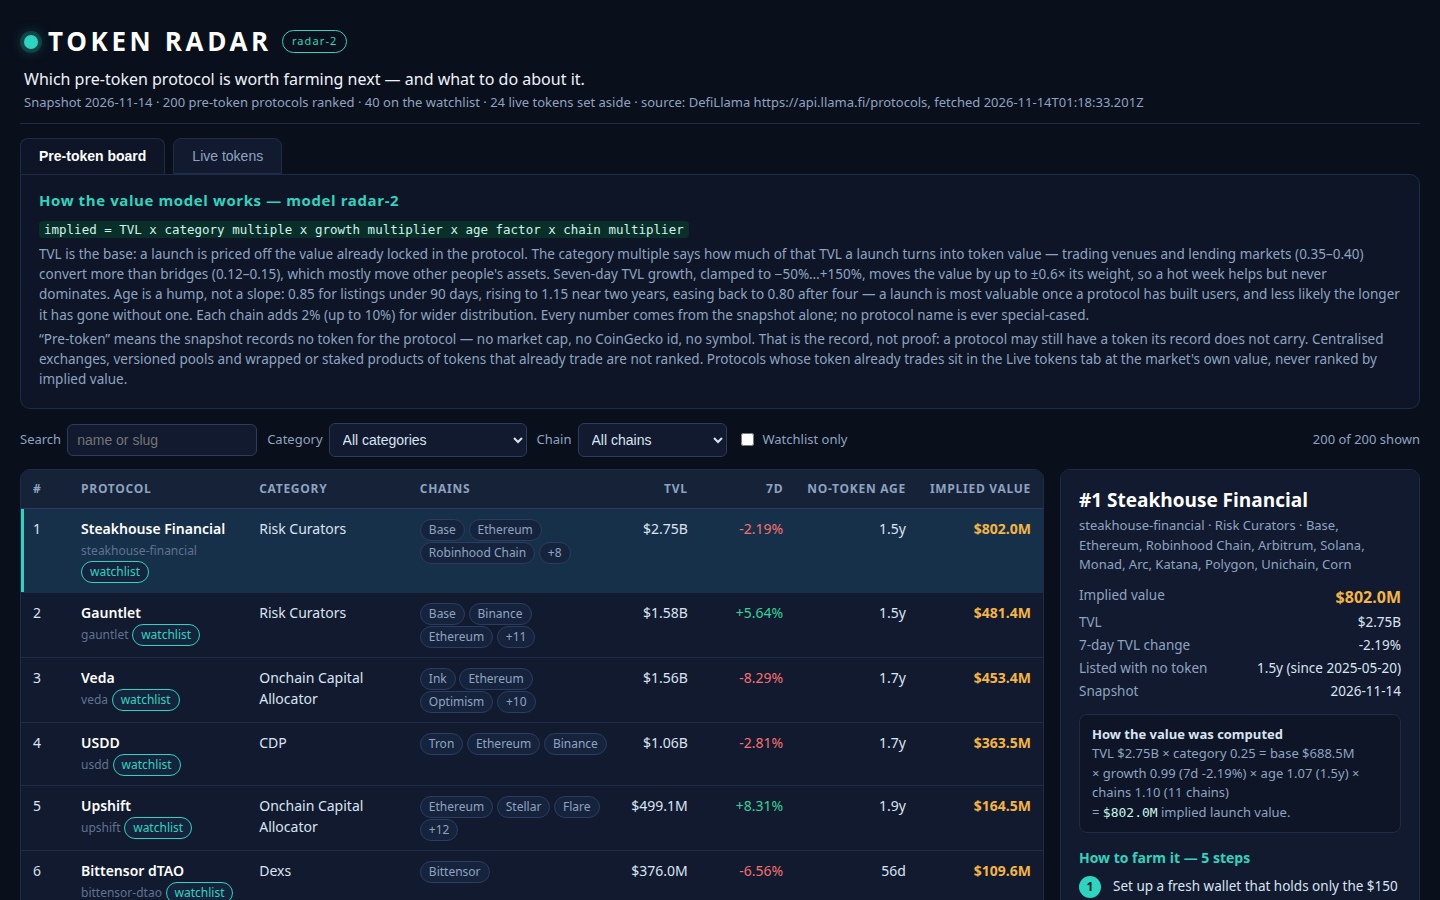 TOKEN RADAR radar-2
Which pre-token protocol is worth farming next — and what to do about it.
Snapshot 2026-11-14 · 200 pre-token protocols ranked · 40 on the watchlist · 24 live tokens set aside · source: DefiLlama https://api.llama.fi/protocols, fetched 2026-11-14T01:18:33.201Z
Pre-token board
Live tokens
How the value model works — model radar-2
implied = TVL x category multiple x growth multiplier x age factor x chain multiplier
TVL is the base: a launch is priced off the value already locked in the protocol. The category multiple says how much of that TVL a launch turns into token value — trading venues and lending markets (0.35–0.40)
convert more than bridges (0.12–0.15), which mostly move other people's assets. Seven-day TVL growth, clamped to −50%…+150%, moves the value by up to ±0.6× its weight, so a hot week helps but never
dominates. Age is a hump, not a slope: 0.85 for listings under 90 days, rising to 1.15 near two years, easing back to 0.80 after four — a launch is most valuable once a protocol has built users, and less likely the longer
it has gone without one. Each chain adds 2% (up to 10%) for wider distribution. Every number comes from the snapshot alone; no protocol name is ever special-cased.
“Pre-token” means the snapshot records no token for the protocol — no market cap, no CoinGecko id, no symbol. That is the record, not proof: a protocol may still have a token its record does not carry. Centralised
exchanges, versioned pools and wrapped or staked products of tokens that already trade are not ranked. Protocols whose token already trades sit in the Live tokens tab at the market's own value, never ranked by
implied value.
Search name or slug Category All categories Chain All chains Watchlist only 200 of 200 shown
# PROTOCOL CATEGORY CHAINS TVL 7D NO-TOKEN AGE IMPLIED VALUE
1 Steakhouse Financial Risk Curators Base Ethereum $2.75B -2.19% 1.5y $802.0M
steakhouse-financial Robinhood Chain +8
watchlist
2 Gauntlet Risk Curators Base Binance $1.58B +5.64% 1.5y $481.4M
gauntlet watchlist Ethereum +11
3 Veda Onchain Capital Ink Ethereum $1.56B -8.29% 1.7y $453.4M
veda watchlist Allocator Optimism +10
4 USDD CDP Tron Ethereum Binance $1.06B -2.81% 1.7y $363.5M
usdd watchlist
5 Upshift Onchain Capital Ethereum Stellar Flare $499.1M +8.31% 1.9y $164.5M
upshift watchlist Allocator +12
6 Bittensor dTAO Dexs Bittensor $376.0M -6.56% 56d $109.6M
bittensor-dtao watchlist
#1 Steakhouse Financial
steakhouse-financial · Risk Curators · Base,
Ethereum, Robinhood Chain, Arbitrum, Solana,
Monad, Arc, Katana, Polygon, Unichain, Corn
Implied value $802.0M
TVL $2.75B
7-day TVL change -2.19%
Listed with no token 1.5y (since 2025-05-20)
Snapshot 2026-11-14
How the value was computed
TVL $2.75B × category 0.25 = base $688.5M
× growth 0.99 (7d -2.19%) × age 1.07 (1.5y) ×
chains 1.10 (11 chains)
= $802.0M implied launch value.
How to farm it — 5 steps
1 Set up a fresh wallet that holds only the $150